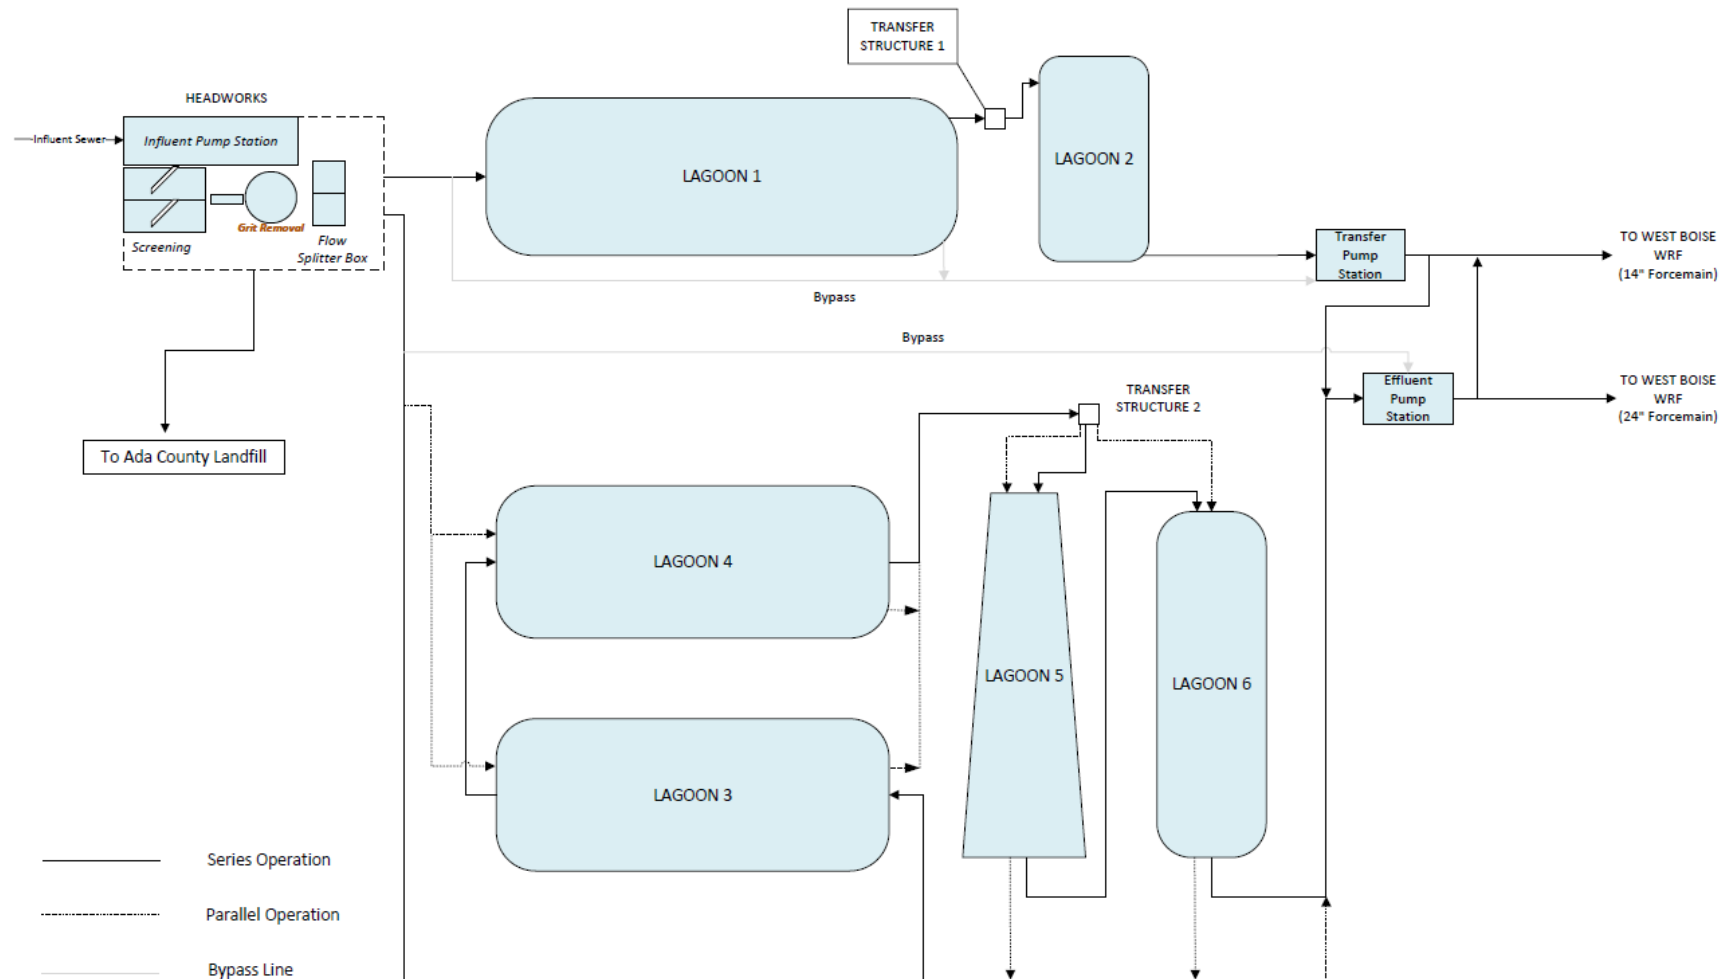 TRANSFER
STRUCTURE 1
HEADWORKS
Influent Sewer
Influent Pump Station
Grit Removal
Screening
Flow
Splitter Box
LAGOON 1
LAGOON 2
Transfer
Pump
Station
TO WEST BOISE
WRF
(14" Forcemain)
Bypass
Bypass
Effluent
Pump
Station
TO WEST BOISE
WRF
(24" Forcemain)
TRANSFER
STRUCTURE 2
To Ada County Landfill
LAGOON 4
LAGOON 5
LAGOON 6
LAGOON 3
Series Operation
Parallel Operation
Bypass Line